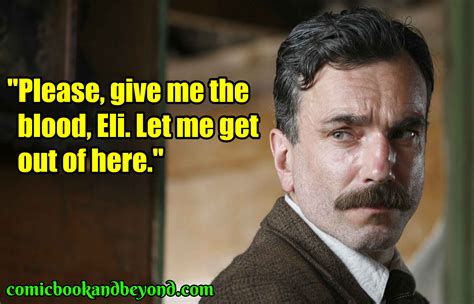 "Please, give me the
blood, Eli. Let me get
out of here."
comicbookandbeyond.com